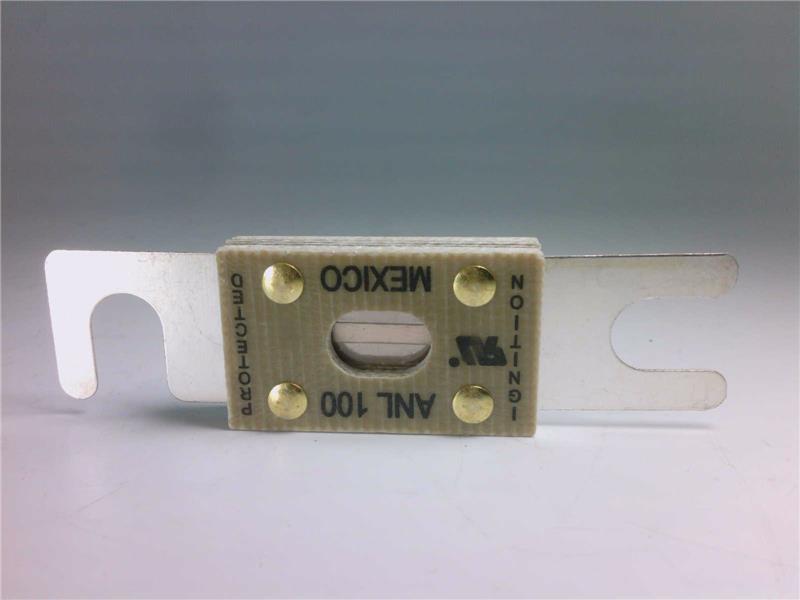 ANL 100
IGNITION
PROTECTED
MEXICO